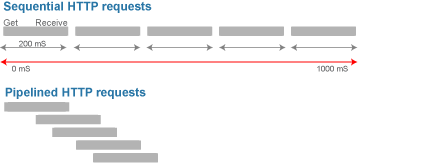 Sequential HTTP requests
Get Receive
200 mS
0 mS 1000 mS
Pipelined HTTP requests